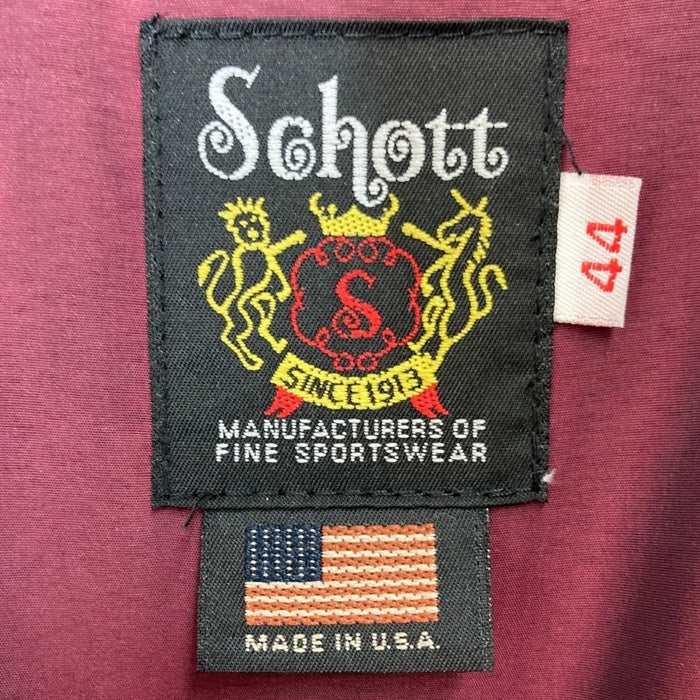 Schott
44
S
SINCE 1913
MANUFACTURERS OF
FINE SPORTSWEAR
MADE IN U.S.A.